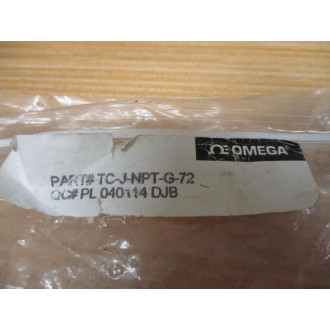 ΩOMEGA®
PART# TC-J-NPT-G-72
QC# PL 040114 DJB